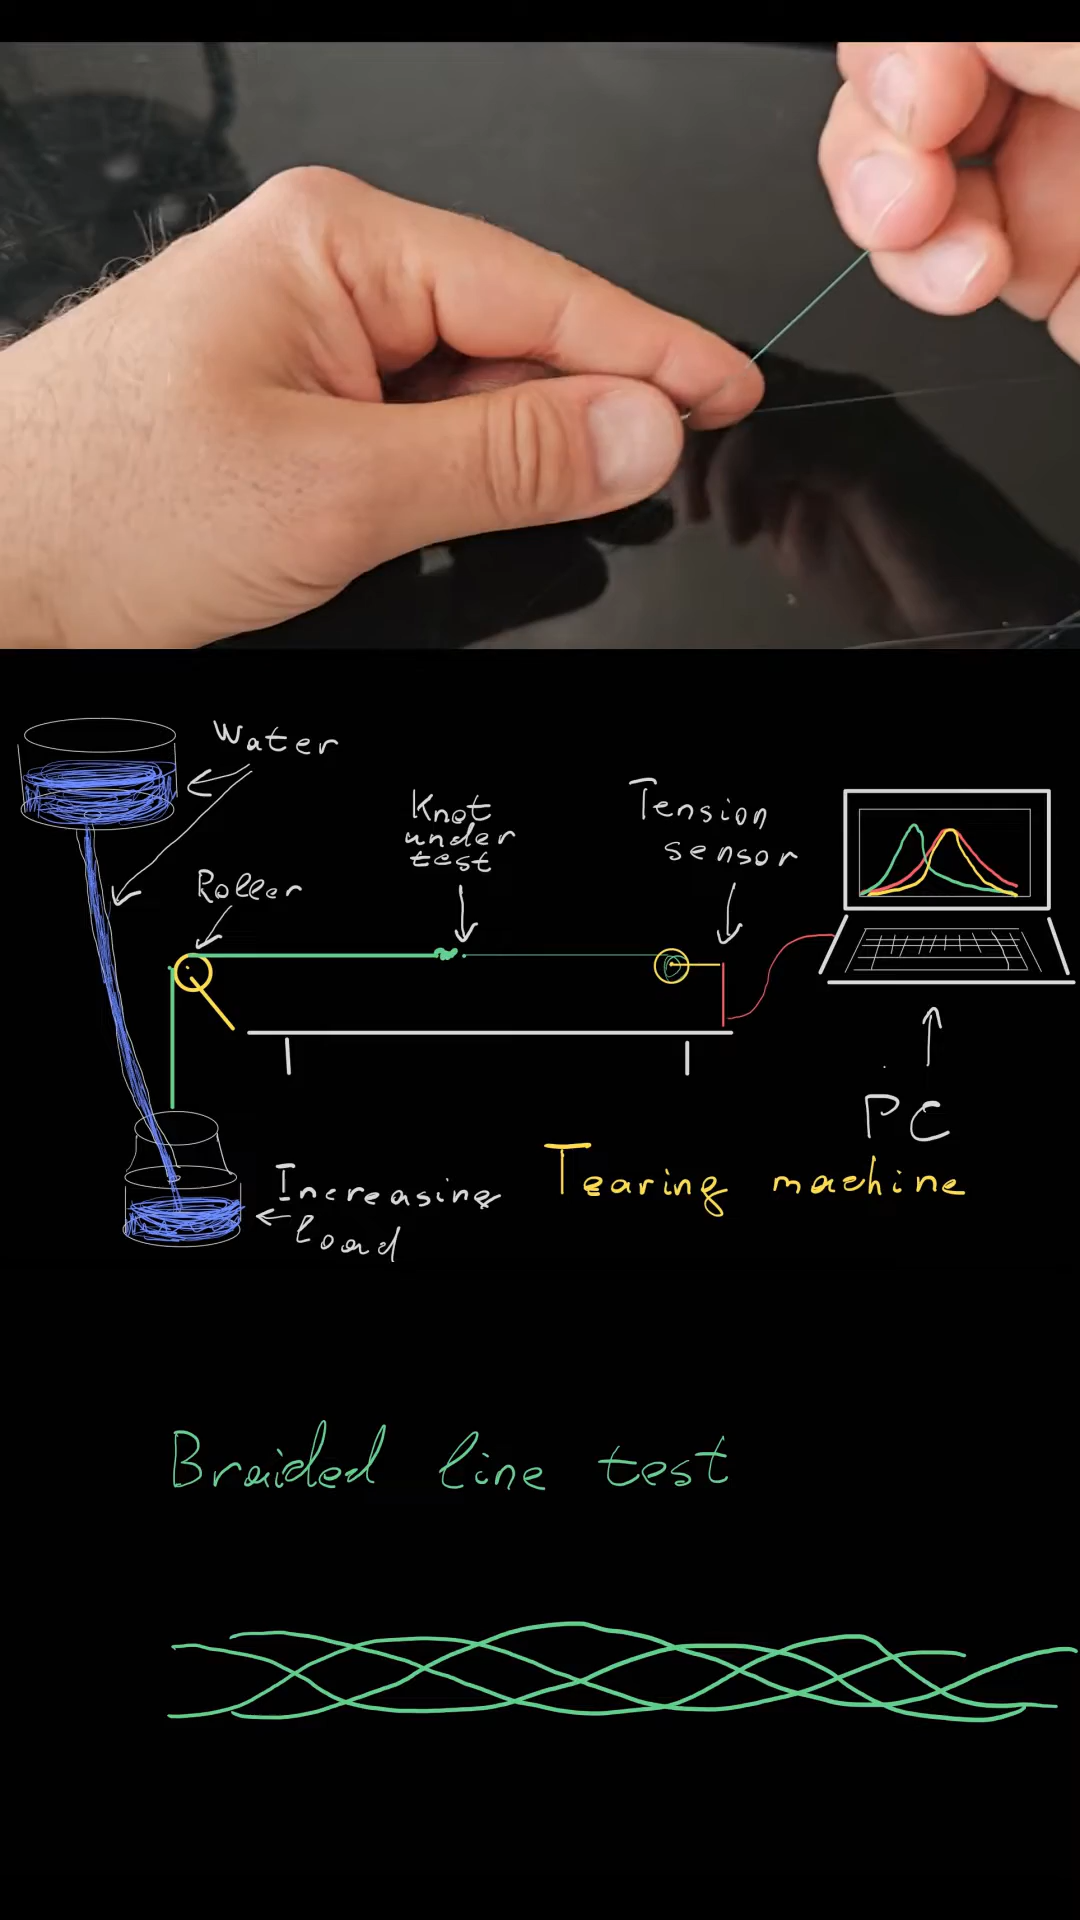 Water
Knot
under
test
Tension
sensor
Roller
PC
Tearing machine
Increasing
load
Braided line test